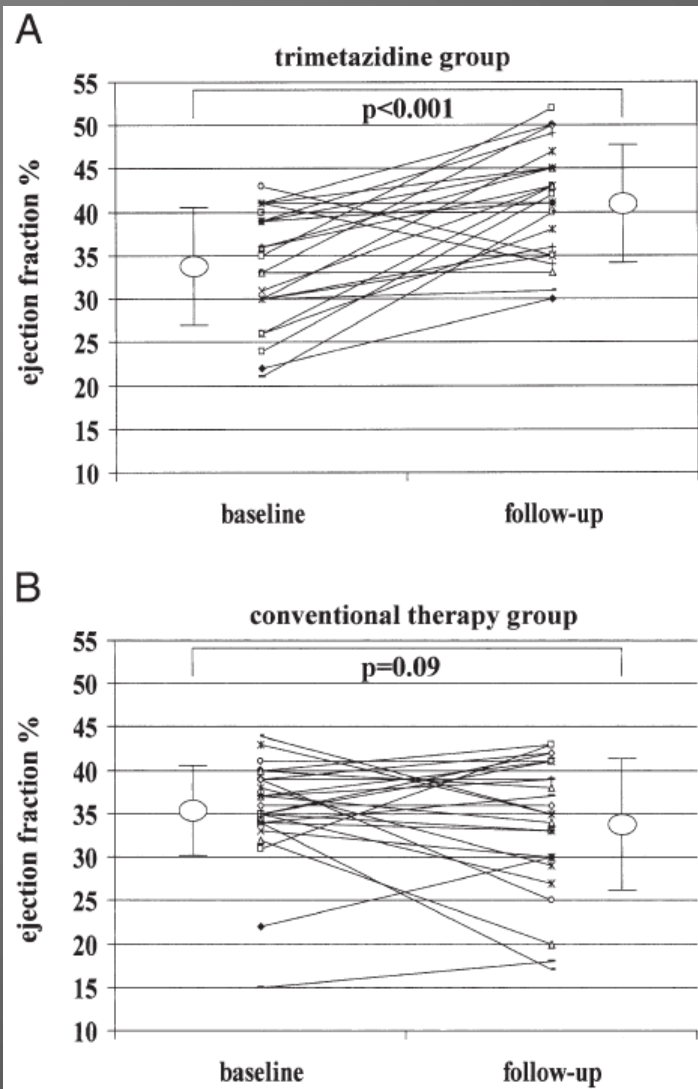 A
trimetazidine group
p<0.001
ejection fraction %
55
50
45
40
35
30
25
20
15
10
baseline follow-up
B
conventional therapy group
p=0.09
ejection fraction %
55
50
45
40
35
30
25
20
15
10
baseline follow-up